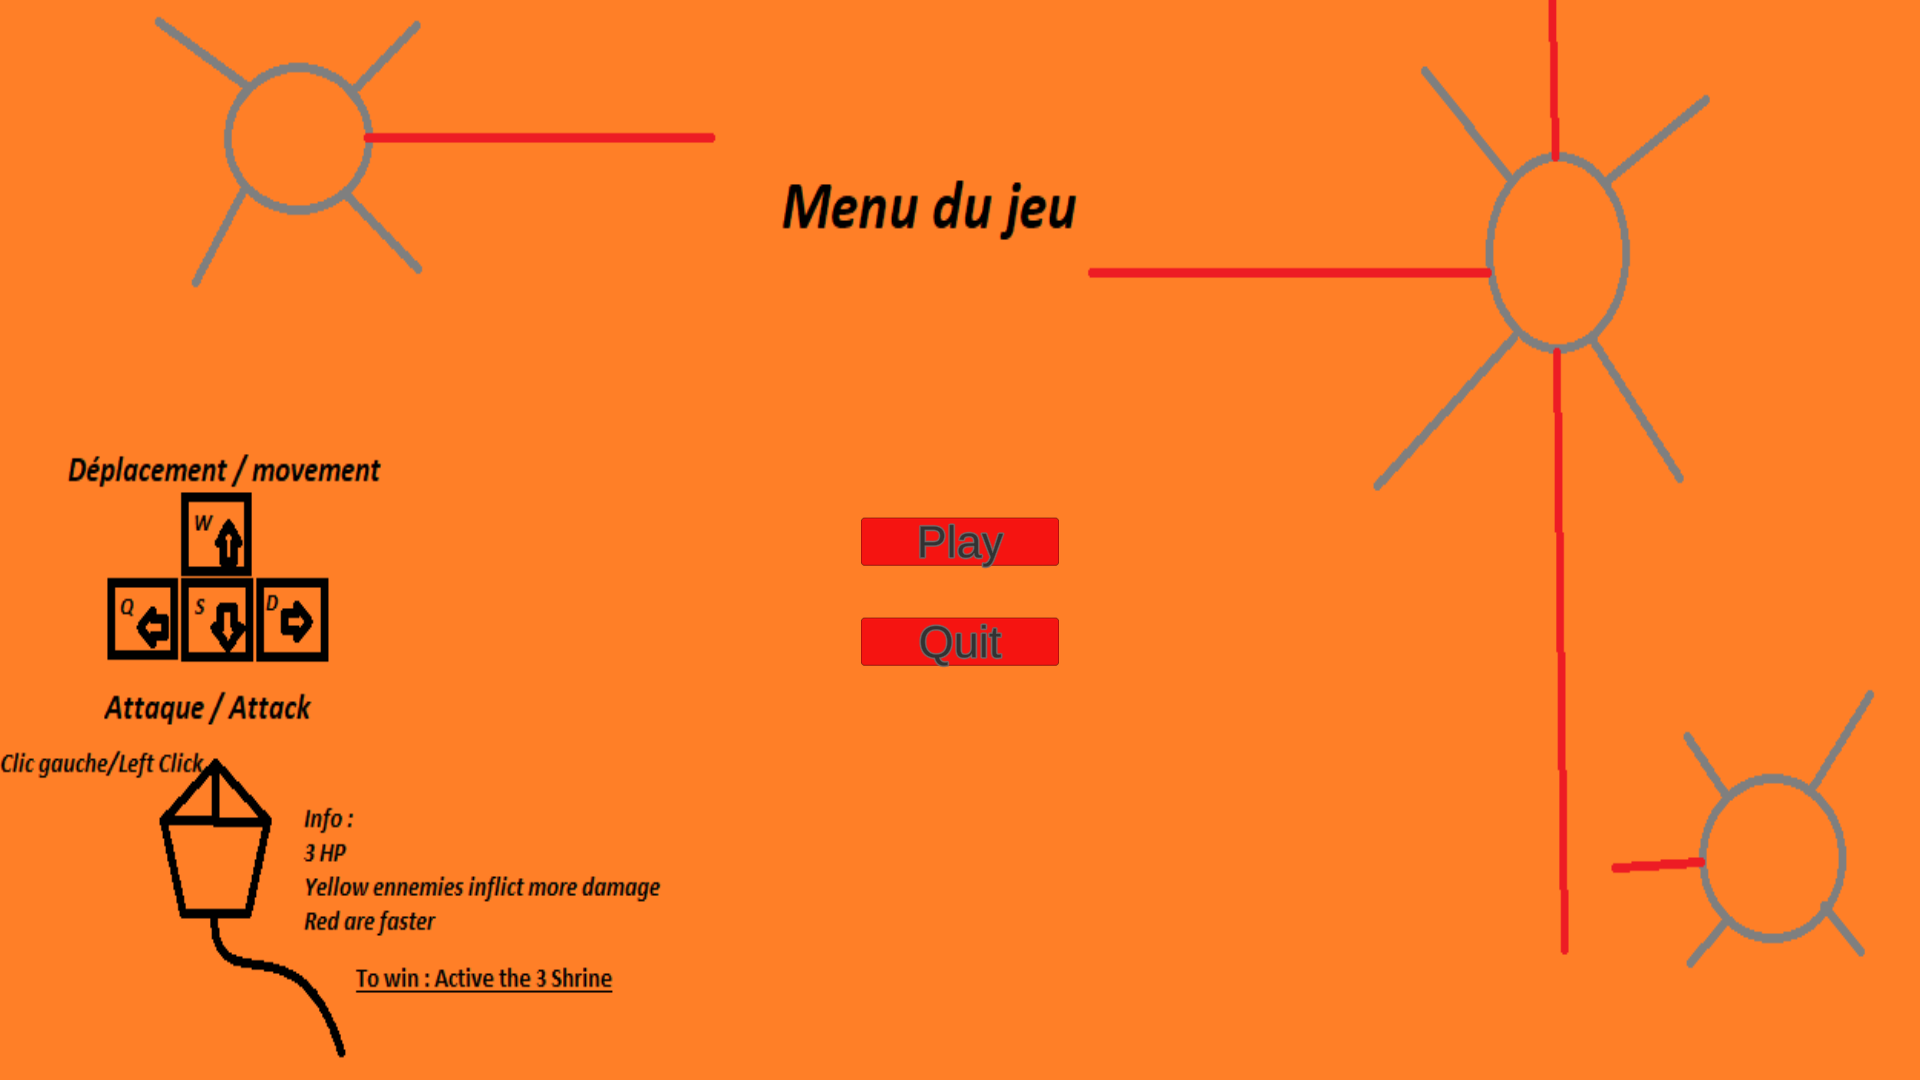 Menu du jeu
Déplacement / movement
W
Q
S
D
Play
Quit
Attaque / Attack
Clic gauche/Left Click
Info :
3 HP
Yellow ennemies inflict more damage
Red are faster
To win : Active the 3 Shrine